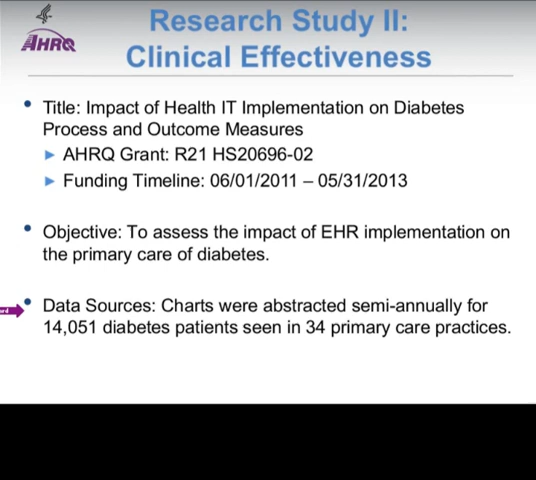 Research Study II:
Clinical Effectiveness
AHRQ
• Title: Impact of Health IT Implementation on Diabetes
Process and Outcome Measures
► AHRQ Grant: R21 HS20696-02
► Funding Timeline: 06/01/2011 – 05/31/2013
• Objective: To assess the impact of EHR implementation on
the primary care of diabetes.
• Data Sources: Charts were abstracted semi-annually for
14,051 diabetes patients seen in 34 primary care practices.